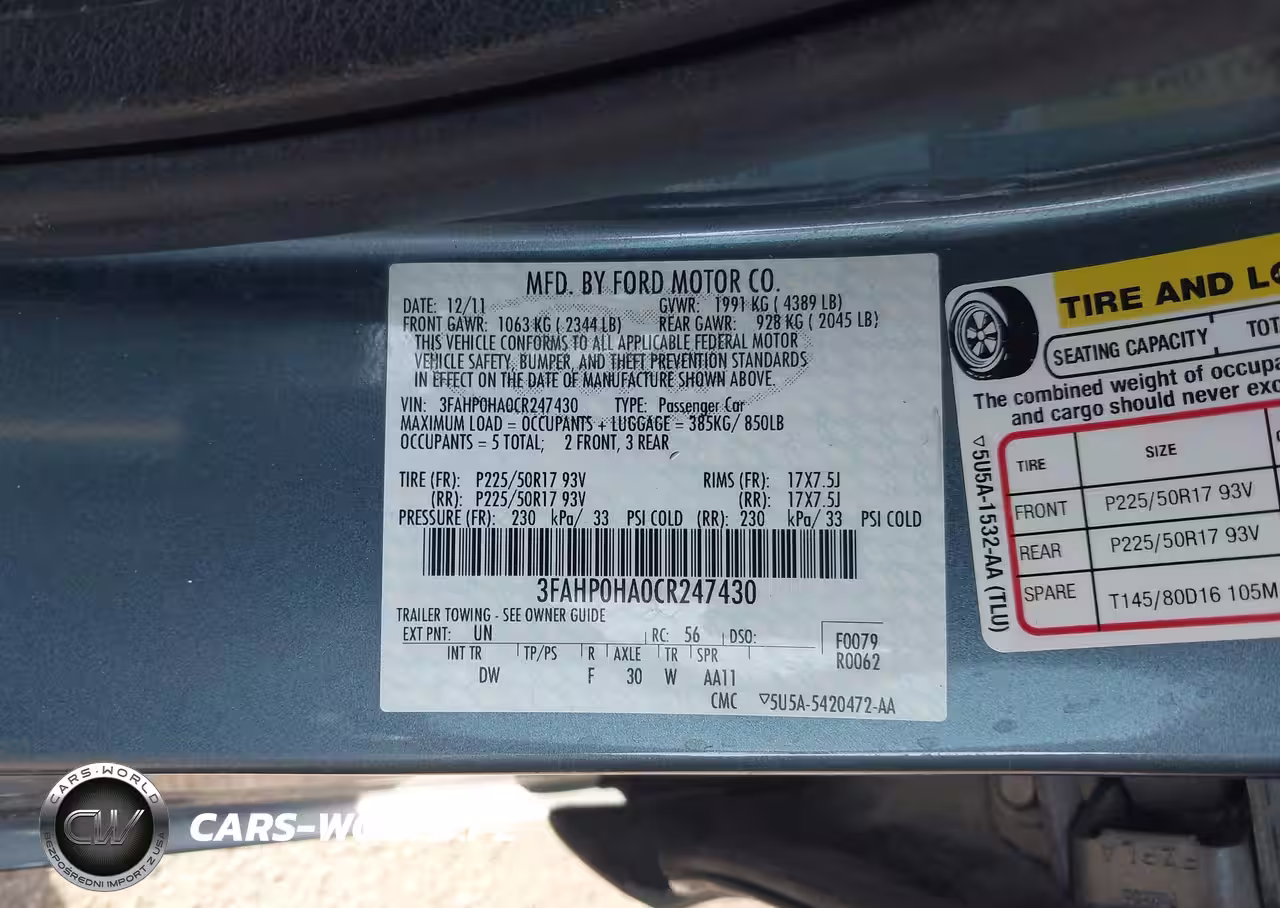 MFD. BY FORD MOTOR CO.
DATE: 12/11 GVWR: 1991 KG ( 4389 LB)
FRONT GAWR: 1063 KG ( 2344 LB) REAR GAWR: 928 KG ( 2045 LB)
THIS VEHICLE CONFORMS TO ALL APPLICABLE FEDERAL MOTOR
VEHICLE SAFETY, BUMPER, AND THEFT PREVENTION STANDARDS
IN EFFECT ON THE DATE OF MANUFACTURE SHOWN ABOVE.
VIN: 3FAHP0HA0CR247430 TYPE: Passenger Car
MAXIMUM LOAD = OCCUPANTS + LUGGAGE = 385KG/ 850LB
OCCUPANTS = 5 TOTAL; 2 FRONT, 3 REAR
TIRE (FR): P225/50R17 93V RIMS (FR): 17X7.5J
(RR): P225/50R17 93V (RR): 17X7.5J
PRESSURE (FR): 230 kPa/ 33 PSI COLD (RR): 230 kPa/ 33 PSI COLD
3FAHP0HA0CR247430
TRAILER TOWING - SEE OWNER GUIDE
EXT PNT: UN RC: 56 DSO:
F0079
R0062
INT TR TP/PS R AXLE TR SPR
DW F 30 W AA11
CMC ▽5U5A-5420472-AA
TIRE AND
SEATING CAPACITY
The combined weight of
and cargo should never
TIRE SIZE
FRONT P225/50R17 93V
REAR P225/50R17 93V
SPARE T145/80D16 105M
▽5U5A-1532-AA (TLU)
CARS-WORLD
CW
BEZPOŚREDNI IMPORT Z USA